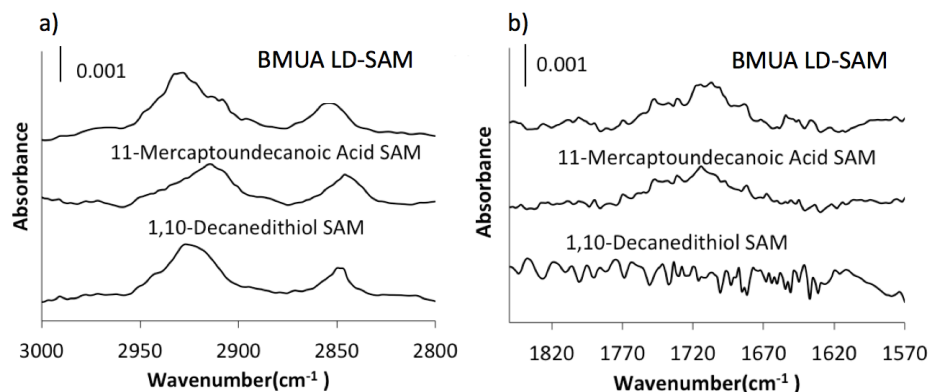 a)
0.001
BMUA LD-SAM
11-Mercaptoundecanoic Acid SAM
1,10-Decanedithiol SAM
Absorbance
3000 2950 2900 2850 2800
Wavenumber(cm-1 )
b)
0.001
BMUA LD-SAM
11-Mercaptoundecanoic Acid SAM
1,10-Decanedithiol SAM
Absorbance
1820 1770 1720 1670 1620 1570
Wavenumber(cm-1 )